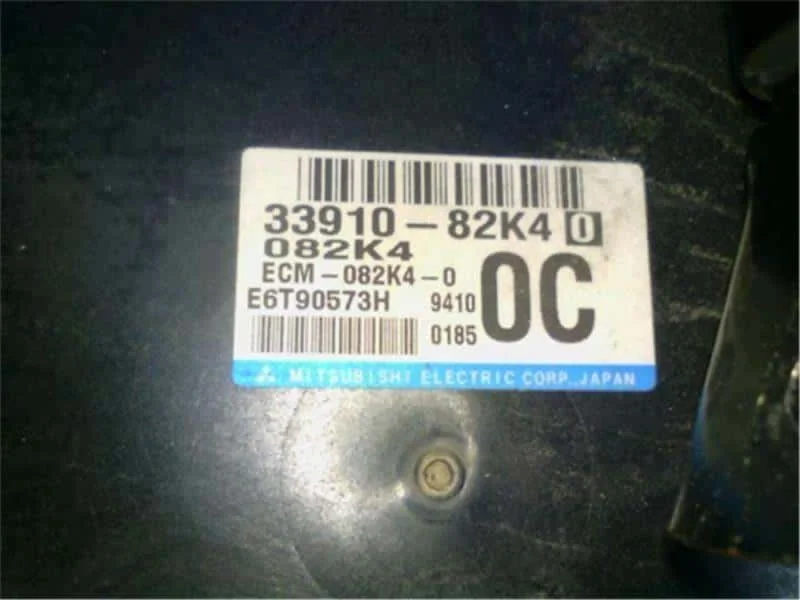 33910-82K4 0
082K4
ECM-082K4-0
E6T90573H 9410
0C
0185
MITSUBISHI ELECTRIC CORP., JAPAN